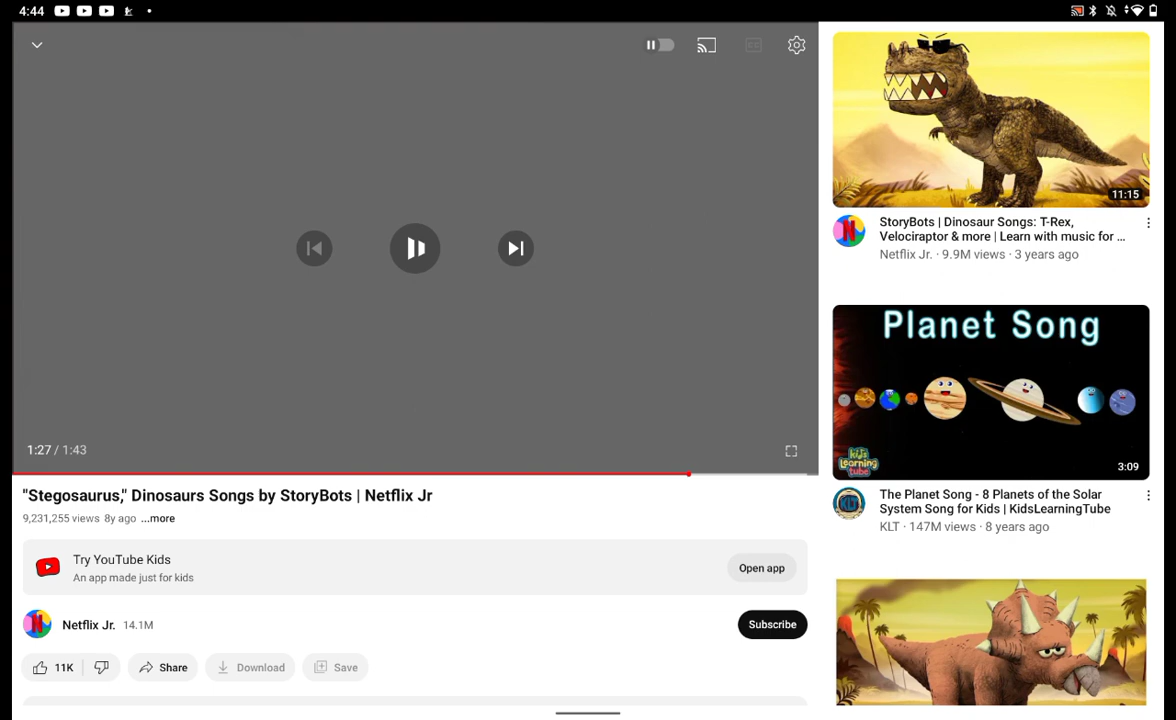 4:44
1:27 / 1:43
"Stegosaurus," Dinosaurs Songs by StoryBots | Netflix Jr
9,231,255 views 8y ago ...more
Try YouTube Kids
An app made just for kids
Open app
Netflix Jr. 14.1M
Subscribe
11K
Share
Download
Save
11:15
StoryBots | Dinosaur Songs: T-Rex,
Velociraptor & more | Learn with music for ...
Netflix Jr. · 9.9M views · 3 years ago
Planet Song
kids
Learning
tube
3:09
The Planet Song - 8 Planets of the Solar
System Song for Kids | KidsLearningTube
KLT · 147M views · 8 years ago